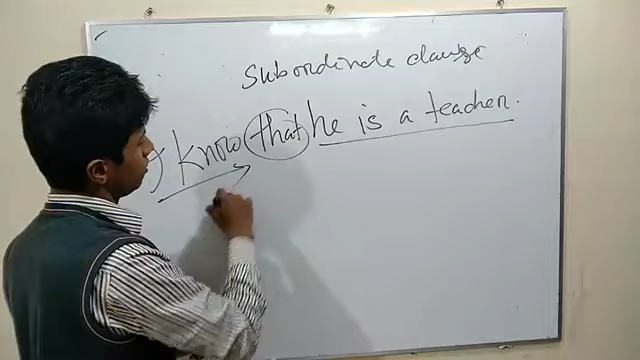 Subordinate clause
I know that he is a teacher.